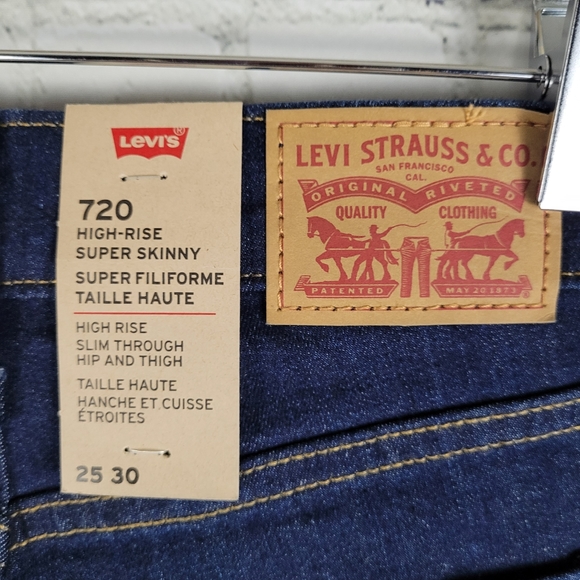 LEVI'S®
720
HIGH-RISE
SUPER SKINNY
SUPER FILIFORME
TAILLE HAUTE
HIGH RISE
SLIM THROUGH
HIP AND THIGH
TAILLE HAUTE
HANCHE ET CUISSE
ÉTROITES
25 30
LEVI STRAUSS & CO.
SAN FRANCISCO
CAL.
ORIGINAL RIVETED
QUALITY CLOTHING
PATENTED MAY 20 1873